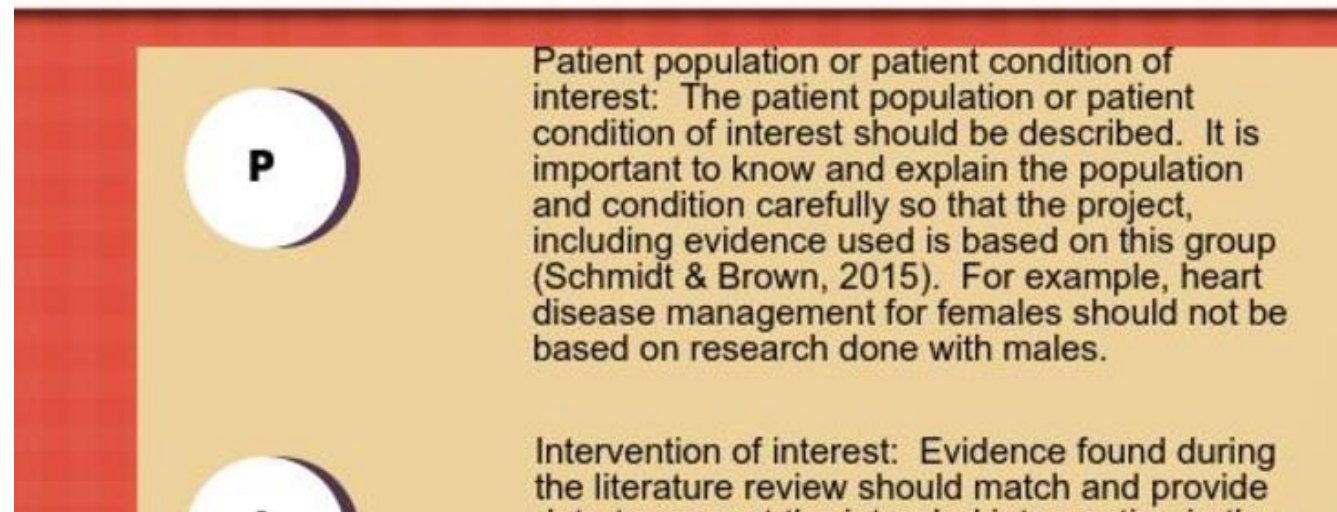 P
Patient population or patient condition of
interest: The patient population or patient
condition of interest should be described. It is
important to know and explain the population
and condition carefully so that the project,
including evidence used is based on this group
(Schmidt & Brown, 2015). For example, heart
disease management for females should not be
based on research done with males.
Intervention of interest: Evidence found during
the literature review should match and provide